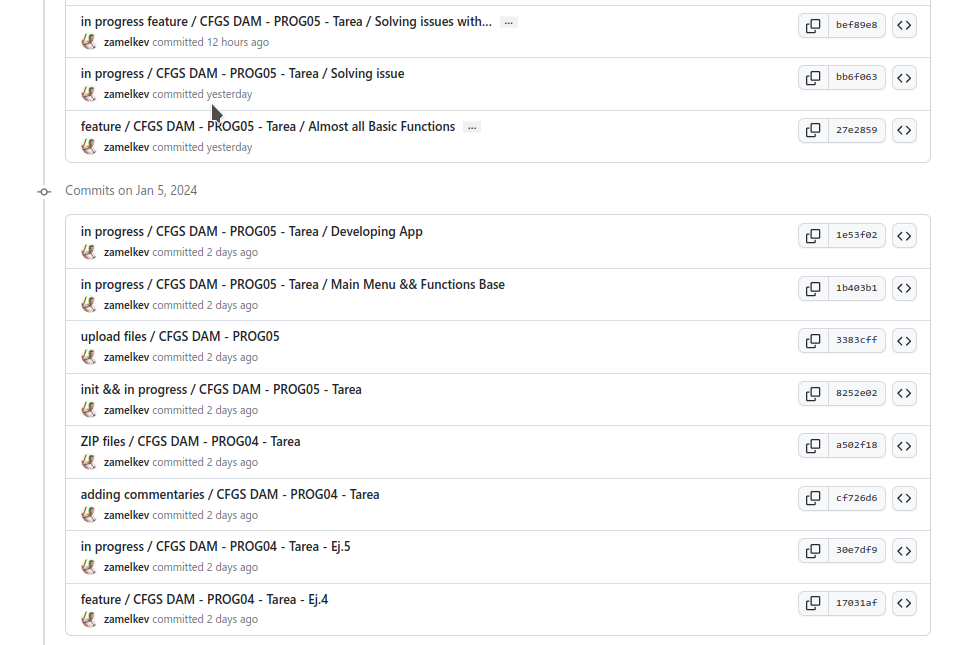 in progress feature / CFGS DAM - PROG05 - Tarea / Solving issues with... ...
bef89e8
zamelkev committed 12 hours ago
in progress / CFGS DAM - PROG05 - Tarea / Solving issue
bb6f063
zamelkev committed yesterday
feature / CFGS DAM - PROG05 - Tarea / Almost all Basic Functions ...
27e2859
zamelkev committed yesterday
Commits on Jan 5, 2024
in progress / CFGS DAM - PROG05 - Tarea / Developing App
1e53f02
zamelkev committed 2 days ago
in progress / CFGS DAM - PROG05 - Tarea / Main Menu && Functions Base
1b403b1
zamelkev committed 2 days ago
upload files / CFGS DAM - PROG05
3383cff
zamelkev committed 2 days ago
init && in progress / CFGS DAM - PROG05 - Tarea
8252e02
zamelkev committed 2 days ago
ZIP files / CFGS DAM - PROG04 - Tarea
a502f18
zamelkev committed 2 days ago
adding commentaries / CFGS DAM - PROG04 - Tarea
cf726d6
zamelkev committed 2 days ago
in progress / CFGS DAM - PROG04 - Tarea - Ej.5
30e7df9
zamelkev committed 2 days ago
feature / CFGS DAM - PROG04 - Tarea - Ej.4
17031af
zamelkev committed 2 days ago